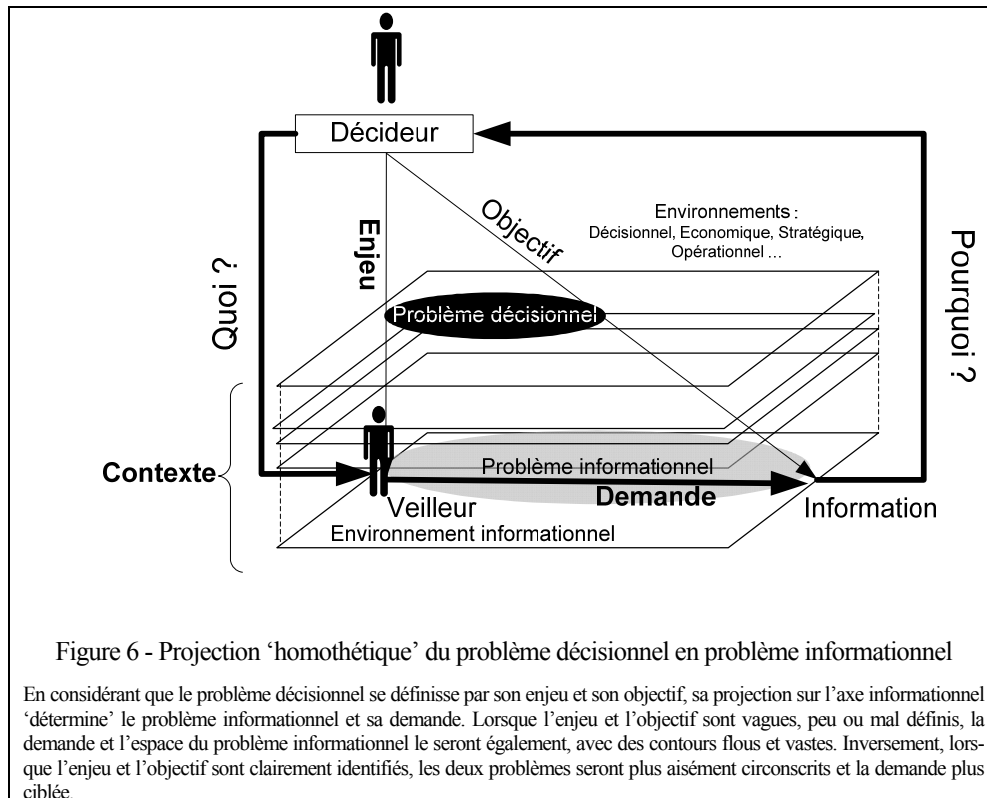 Décideur
Enjeu
Objectif
Environnements :
Décisionnel, Economique, Stratégique,
Opérationnel ...
Quoi ?
Pourquoi ?
Problème décisionnel
Contexte
Problème informationnel
Demande
Veilleur
Information
Environnement informationnel
Figure 6 - Projection ‘homothétique’ du problème décisionnel en problème informationnel
En considérant que le problème décisionnel se définisse par son enjeu et son objectif, sa projection sur l’axe informationnel
‘détermine’ le problème informationnel et sa demande. Lorsque l’enjeu et l’objectif sont vagues, peu ou mal définis, la
demande et l’espace du problème informationnel le seront également, avec des contours flous et vastes. Inversement, lors-
que l’enjeu et l’objectif sont clairement identifiés, les deux problèmes seront plus aisément circonscrits et la demande plus
ciblée.